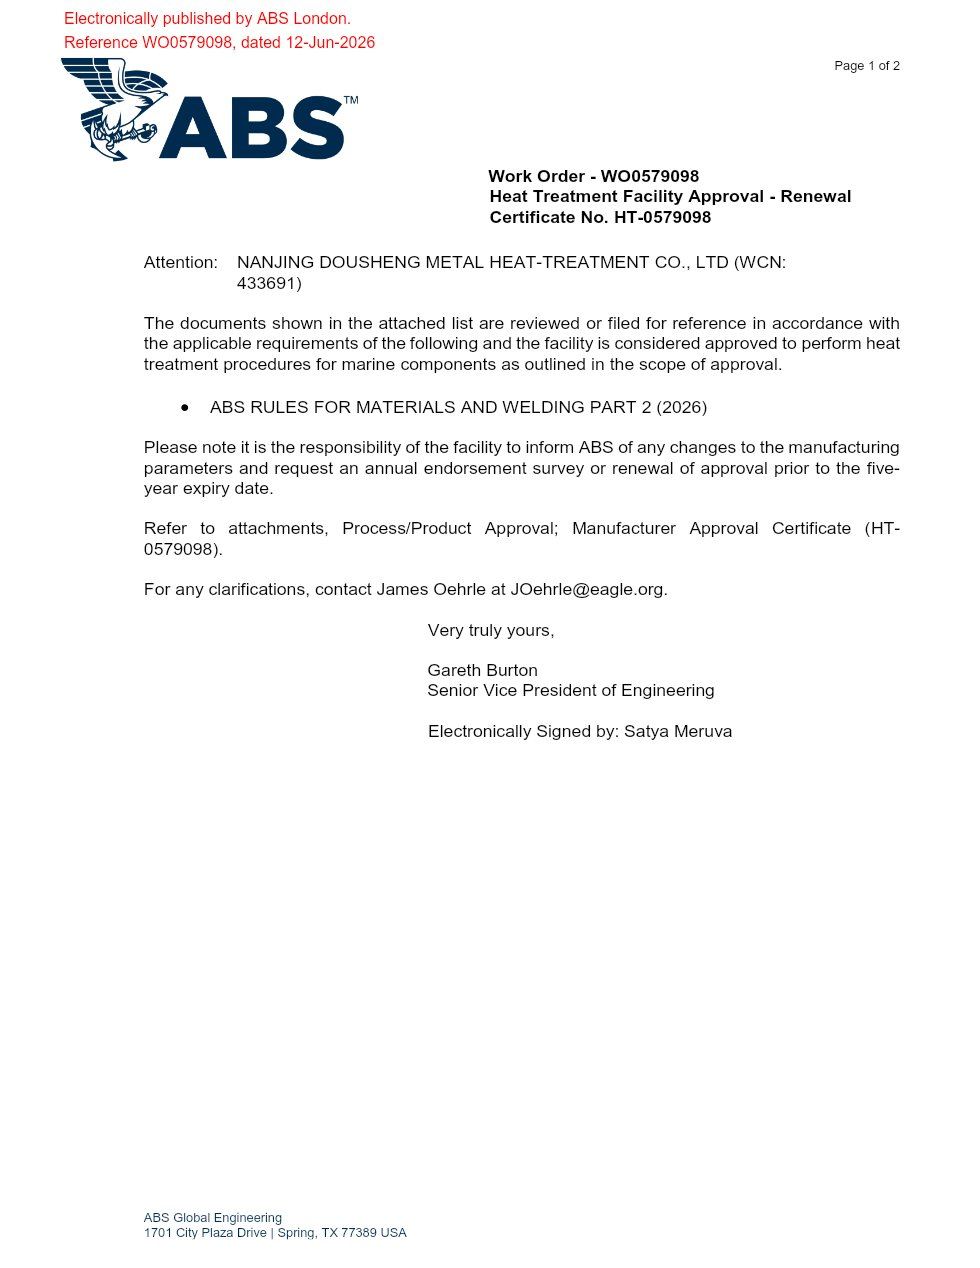 Electronically published by ABS London.
Reference WO0579098, dated 12-Jun-2026
Page 1 of 2
ABS™
Work Order - WO0579098
Heat Treatment Facility Approval - Renewal
Certificate No. HT-0579098
Attention: NANJING DOUSHENG METAL HEAT-TREATMENT CO., LTD (WCN:
433691)
The documents shown in the attached list are reviewed or filed for reference in accordance with
the applicable requirements of the following and the facility is considered approved to perform heat
treatment procedures for marine components as outlined in the scope of approval.
• ABS RULES FOR MATERIALS AND WELDING PART 2 (2026)
Please note it is the responsibility of the facility to inform ABS of any changes to the manufacturing
parameters and request an annual endorsement survey or renewal of approval prior to the five-
year expiry date.
Refer to attachments, Process/Product Approval; Manufacturer Approval Certificate (HT-
0579098).
For any clarifications, contact James Oehrle at JOehrle@eagle.org.
Very truly yours,
Gareth Burton
Senior Vice President of Engineering
Electronically Signed by: Satya Meruva
ABS Global Engineering
1701 City Plaza Drive | Spring, TX 77389 USA